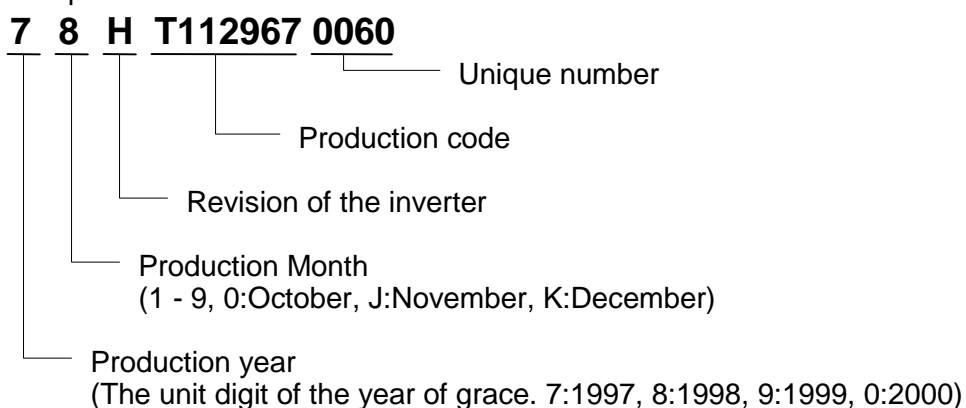 7 8 H T112967 0060
Unique number
Production code
Revision of the inverter
Production Month
(1 - 9, 0:October, J:November, K:December)
Production year
(The unit digit of the year of grace. 7:1997, 8:1998, 9:1999, 0:2000)